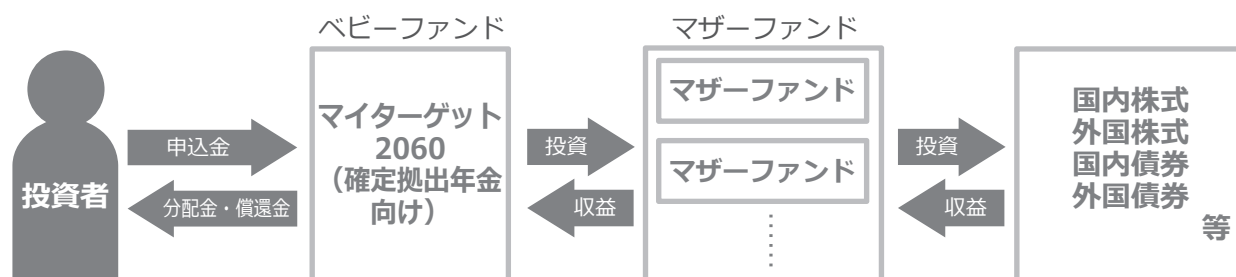 ベビーファンド
マザーファンド
投資者
申込金
分配金・償還金
マイターゲット
2060
（確定拠出年金
向け）
投資
収益
マザーファンド
マザーファンド
投資
収益
国内株式
外国株式
国内債券
外国債券
等